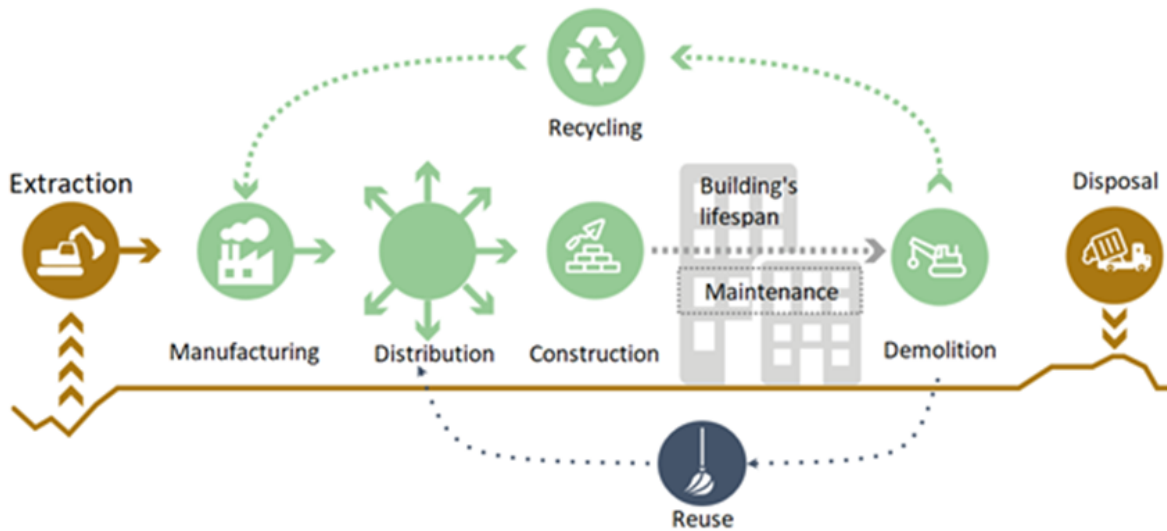 Recycling
Extraction
Building's
lifespan
Disposal
Maintenance
Manufacturing
Distribution
Construction
Demolition
Reuse